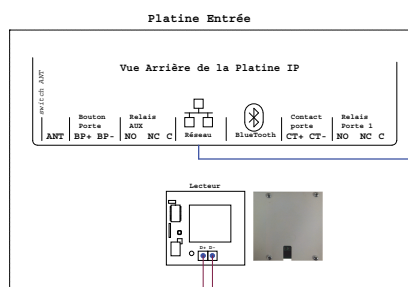 Platine Entrée
Vue Arrière de la Platine IP
switch ANT
Bouton Porte
Relais AUX
Contact porte
Relais Porte 1
ANT BP+ BP- NO NC C Réseau BlueTooth CT+ CT- NO NC C
Lecteur
D+ D-